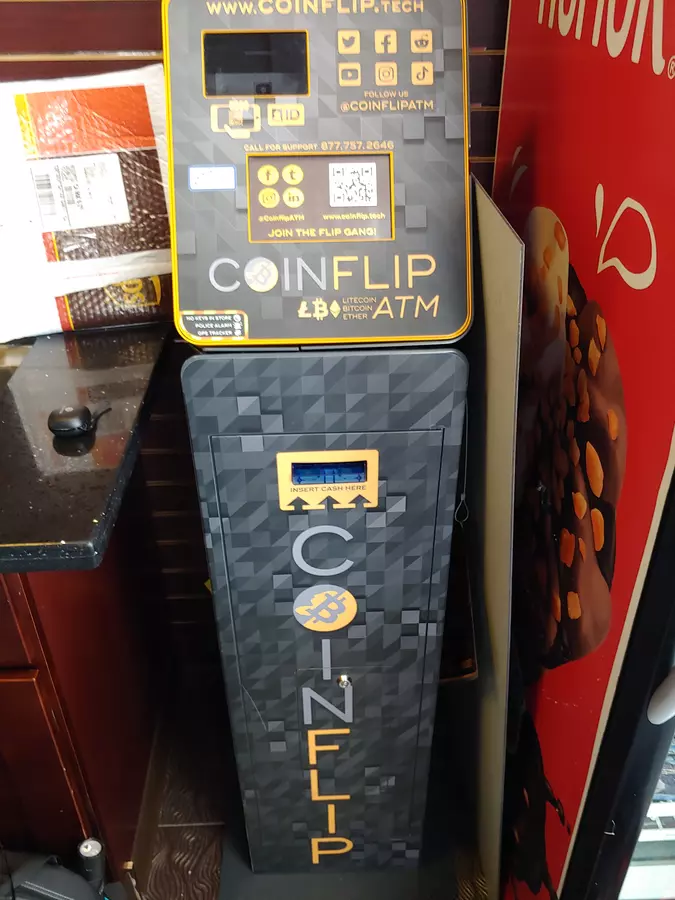 www.COINFLIP.TECH
FOLLOW US
@COINFLIPATM
ID
CALL FOR SUPPORT 877.757.2646
@CoinflipATM
www.coinflip.tech
JOIN THE FLIP GANG!
COINFLIP
LITECOIN
BITCOIN
ETHER
ATM
NO KEYS IN STORE
POLICE ALARM
GPS TRACKER
INSERT CASH HERE
COINFLIP